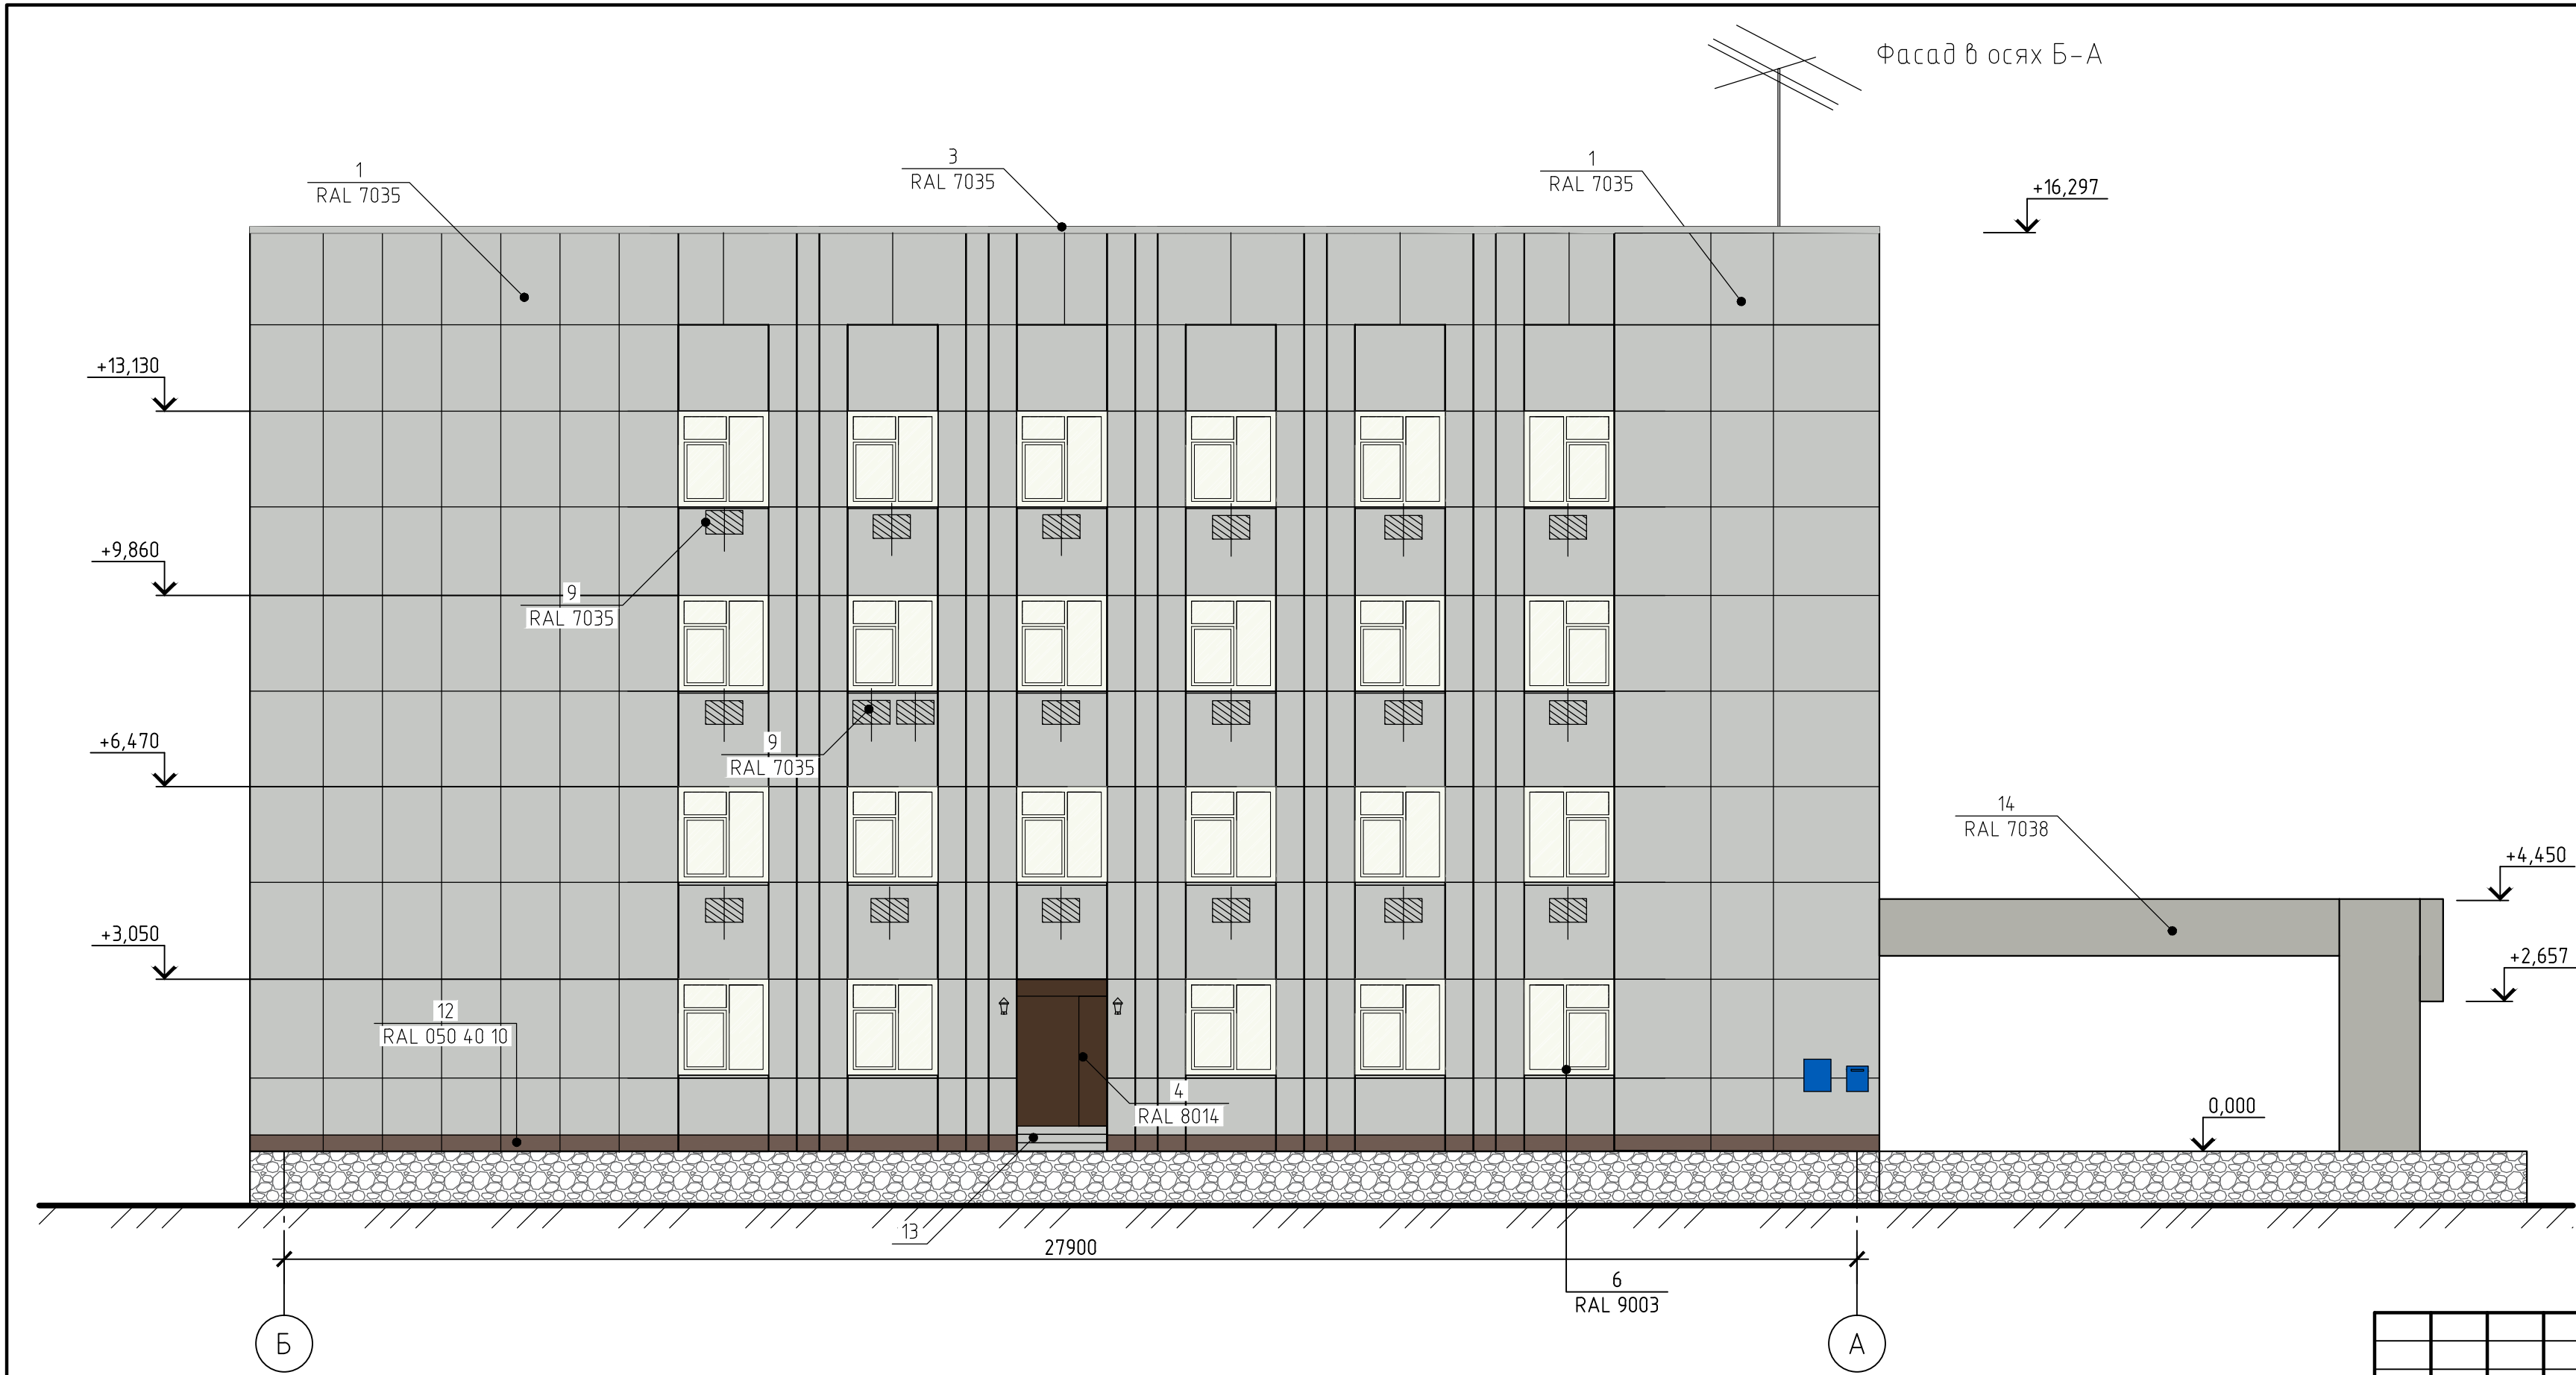 Фасад в осях Б-А
1
RAL 7035
3
RAL 7035
1
RAL 7035
+16,297
+13,130
+9,860
9
RAL 7035
+6,470
9
RAL 7035
14
RAL 7038
+4,450
+3,050
+2,657
12
RAL 050 40 10
4
RAL 8014
0,000
13
27900
6
RAL 9003
Б
А